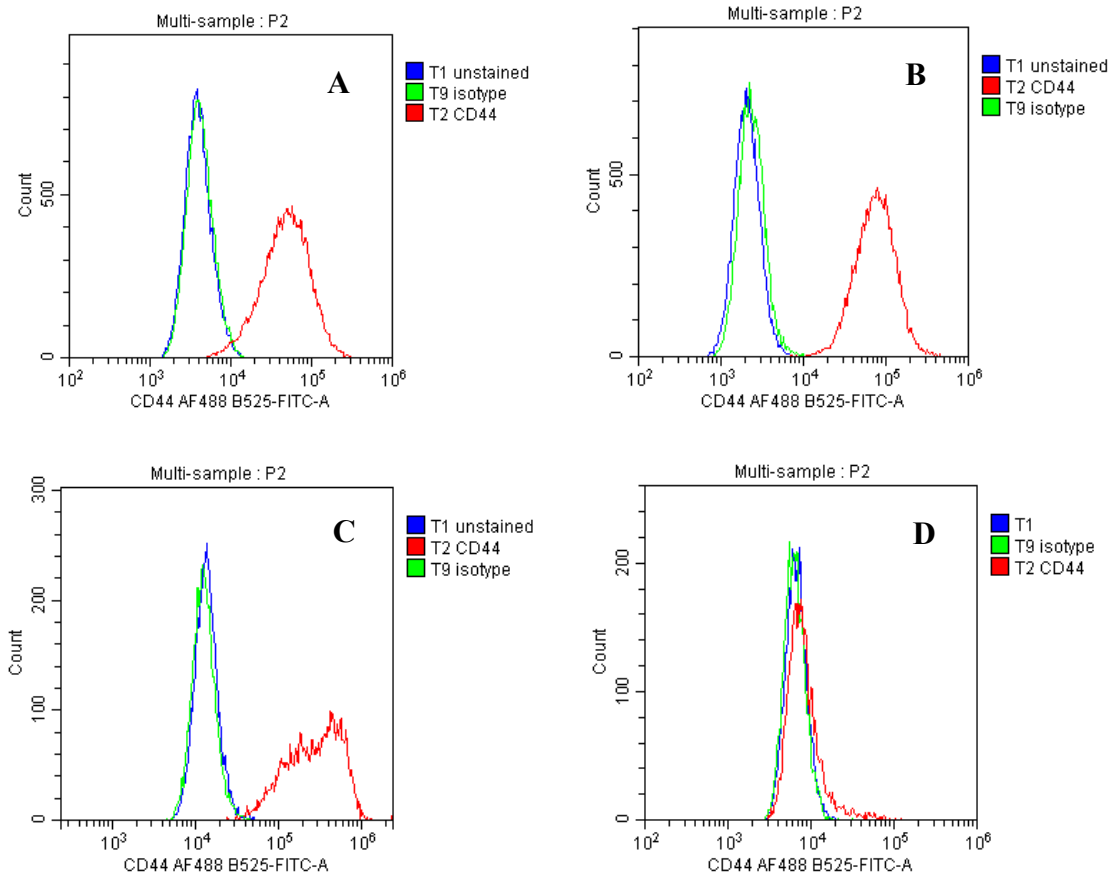 Multi-sample : P2
A
T1 unstained
T9 isotype
T2 CD44
Count
500
0
10^2 10^3 10^4 10^5 10^6
CD44 AF488 B525-FITC-A
Multi-sample : P2
B
T1 unstained
T2 CD44
T9 isotype
Count
500
0
10^2 10^3 10^4 10^5 10^6
CD44 AF488 B525-FITC-A
Multi-sample : P2
C
T1 unstained
T2 CD44
T9 isotype
Count
300
200
100
0
10^3 10^4 10^5 10^6
CD44 AF488 B525-FITC-A
Multi-sample : P2
D
T1
T9 isotype
T2 CD44
Count
200
100
0
10^2 10^3 10^4 10^5 10^6
CD44 AF488 B525-FITC-A